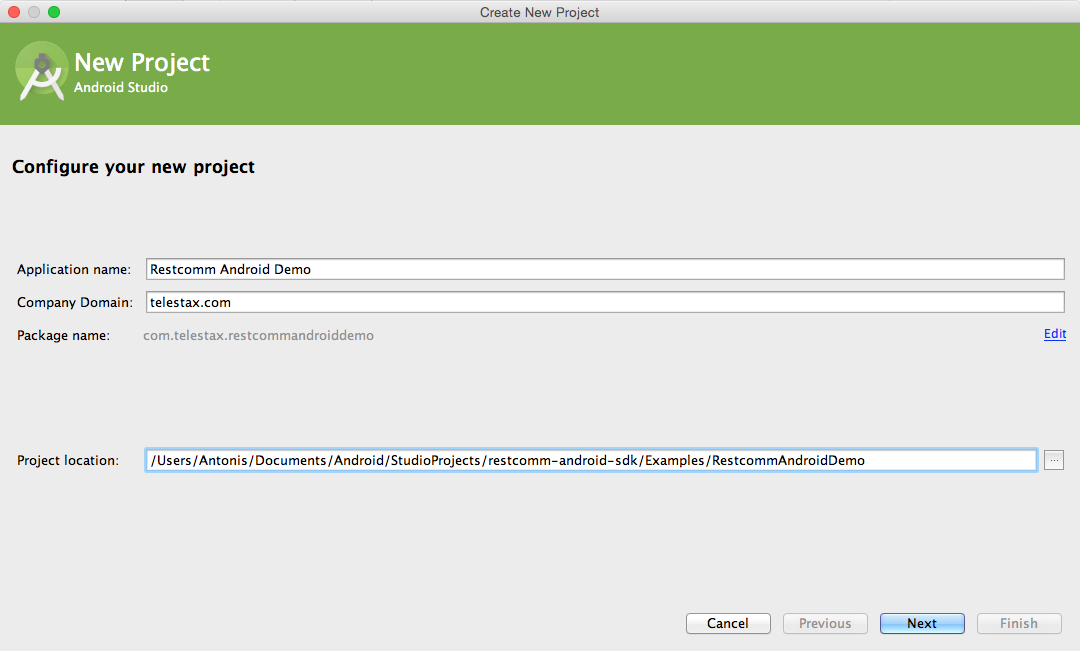 Create New Project
New Project
Android Studio
Configure your new project
Application name: Restcomm Android Demo
Company Domain: telestax.com
Package name: com.telestax.restcommandroiddemo Edit
Project location: /Users/Antonis/Documents/Android/StudioProjects/restcomm-android-sdk/Examples/RestcommAndroidDemo ...
Cancel Previous Next Finish